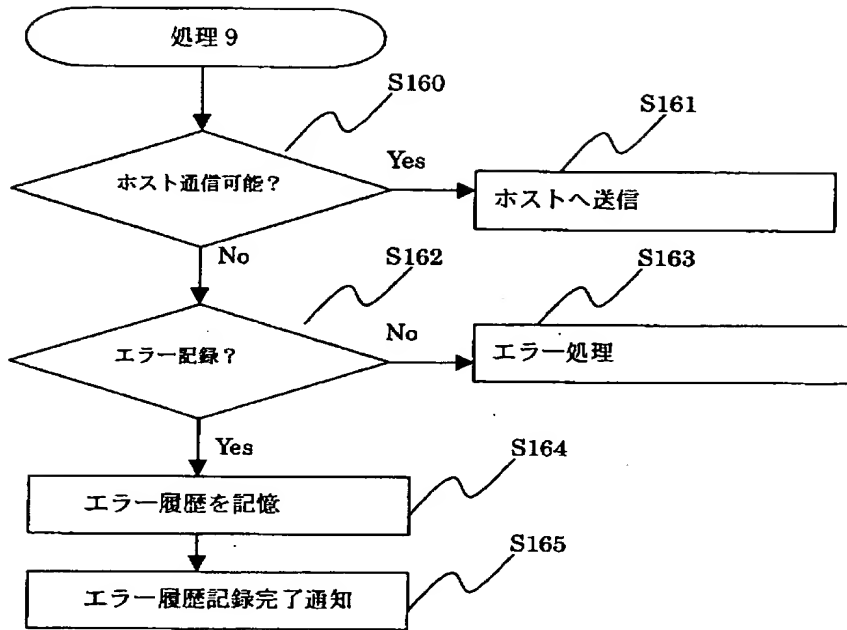 処理9
S160
ホスト通信可能？
Yes
S161
ホストへ送信
No
S162
エラー記録？
No
S163
エラー処理
Yes
S164
エラー履歴を記憶
S165
エラー履歴記録完了通知